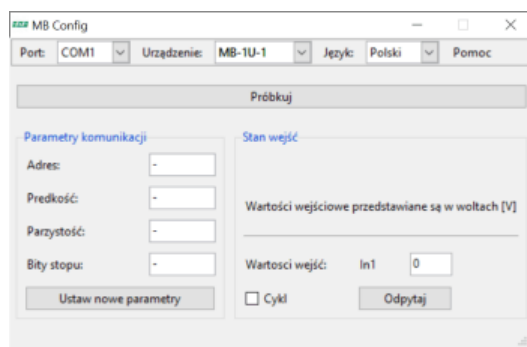 MB Config
Port: COM1 Urządzenie: MB-1U-1 Język: Polski Pomoc
Próbkuj
Parametry komunikacji
Adres: -
Predkość: -
Parzystość: -
Bity stopu: -
Ustaw nowe parametry
Stan wejść
Wartości wejściowe przedstawiane są w woltach [V]
Wartosci wejść: In1 0
Cykl Odpytaj